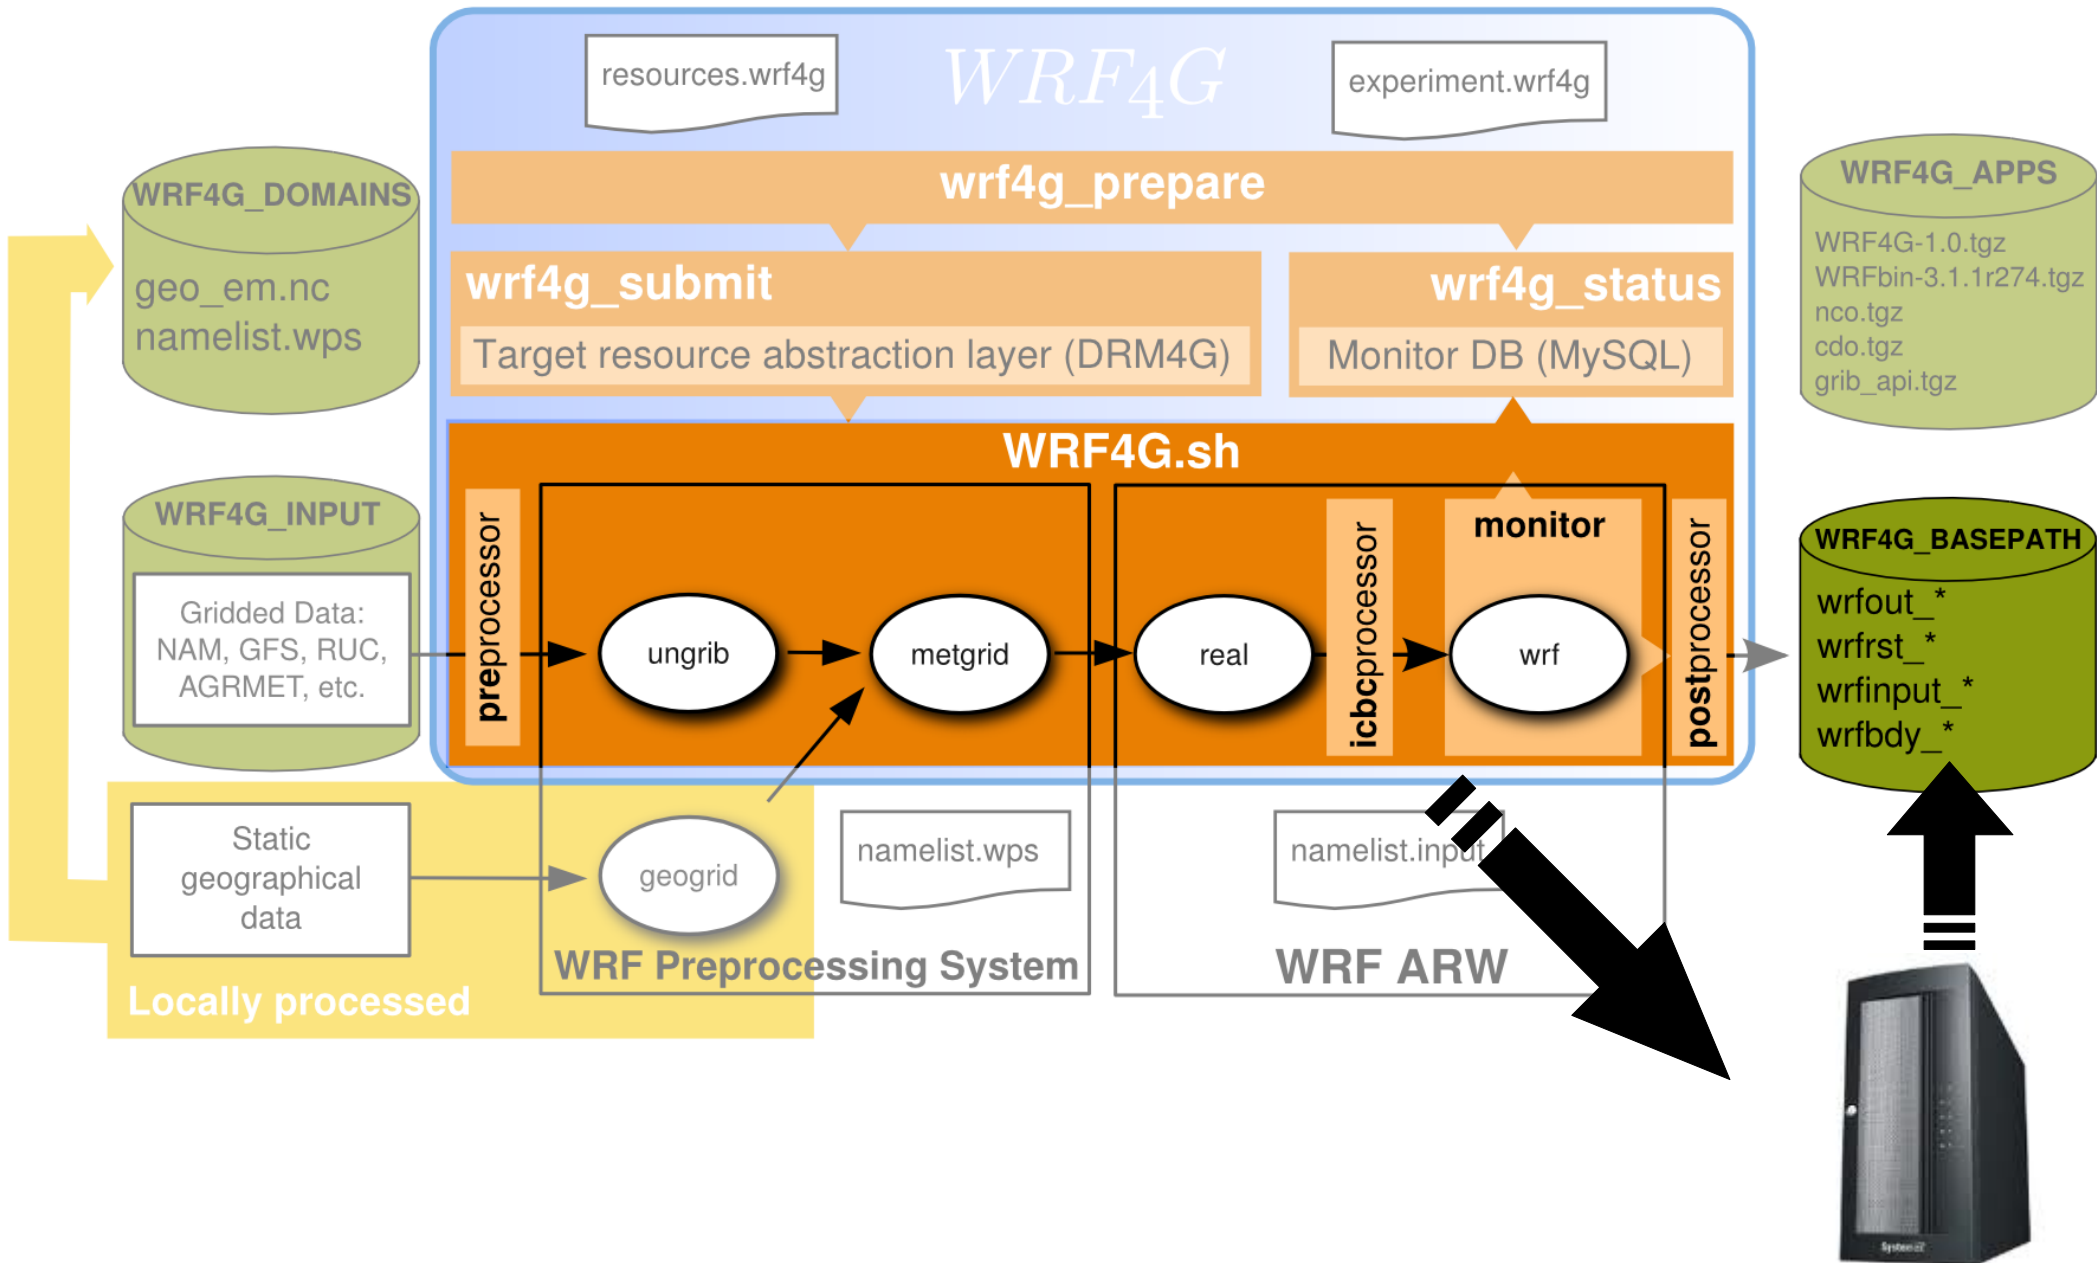 WRF4G
resources.wrf4g
experiment.wrf4g
wrf4g_prepare
wrf4g_submit
Target resource abstraction layer (DRM4G)
wrf4g_status
Monitor DB (MySQL)
WRF4G_DOMAINS
geo_em.nc
namelist.wps
WRF4G_APPS
WRF4G-1.0.tgz
WRFbin-3.1.1r274.tgz
nco.tgz
cdo.tgz
grib_api.tgz
WRF4G.sh
WRF4G_INPUT
Gridded Data:
NAM, GFS, RUC,
AGRMET, etc.
preprocessor
ungrib
metgrid
real
icbcprocessor
monitor
wrf
postprocessor
WRF4G_BASEPATH
wrfout_*
wrfrst_*
wrfinput_*
wrfbdy_*
Static
geographical
data
geogrid
namelist.wps
namelist.input
WRF Preprocessing System
WRF ARW
Locally processed